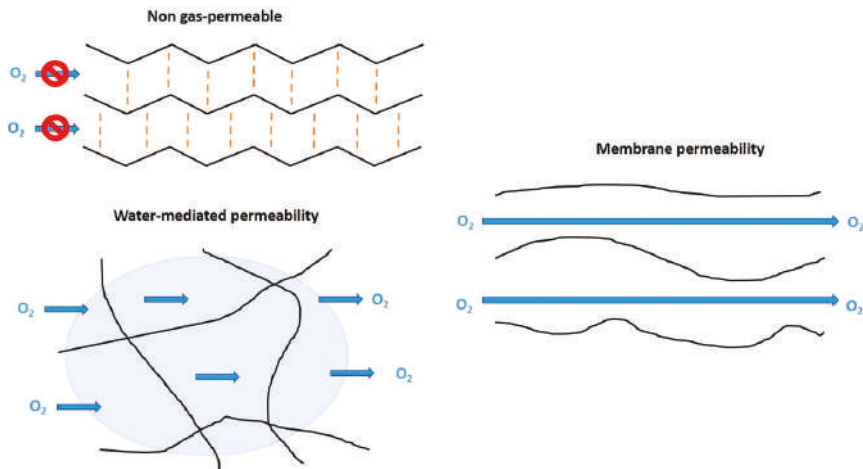 Non gas-permeable
O₂
O₂
Water-mediated permeability
O₂
O₂
O₂
O₂
Membrane permeability
O₂
O₂
O₂
O₂